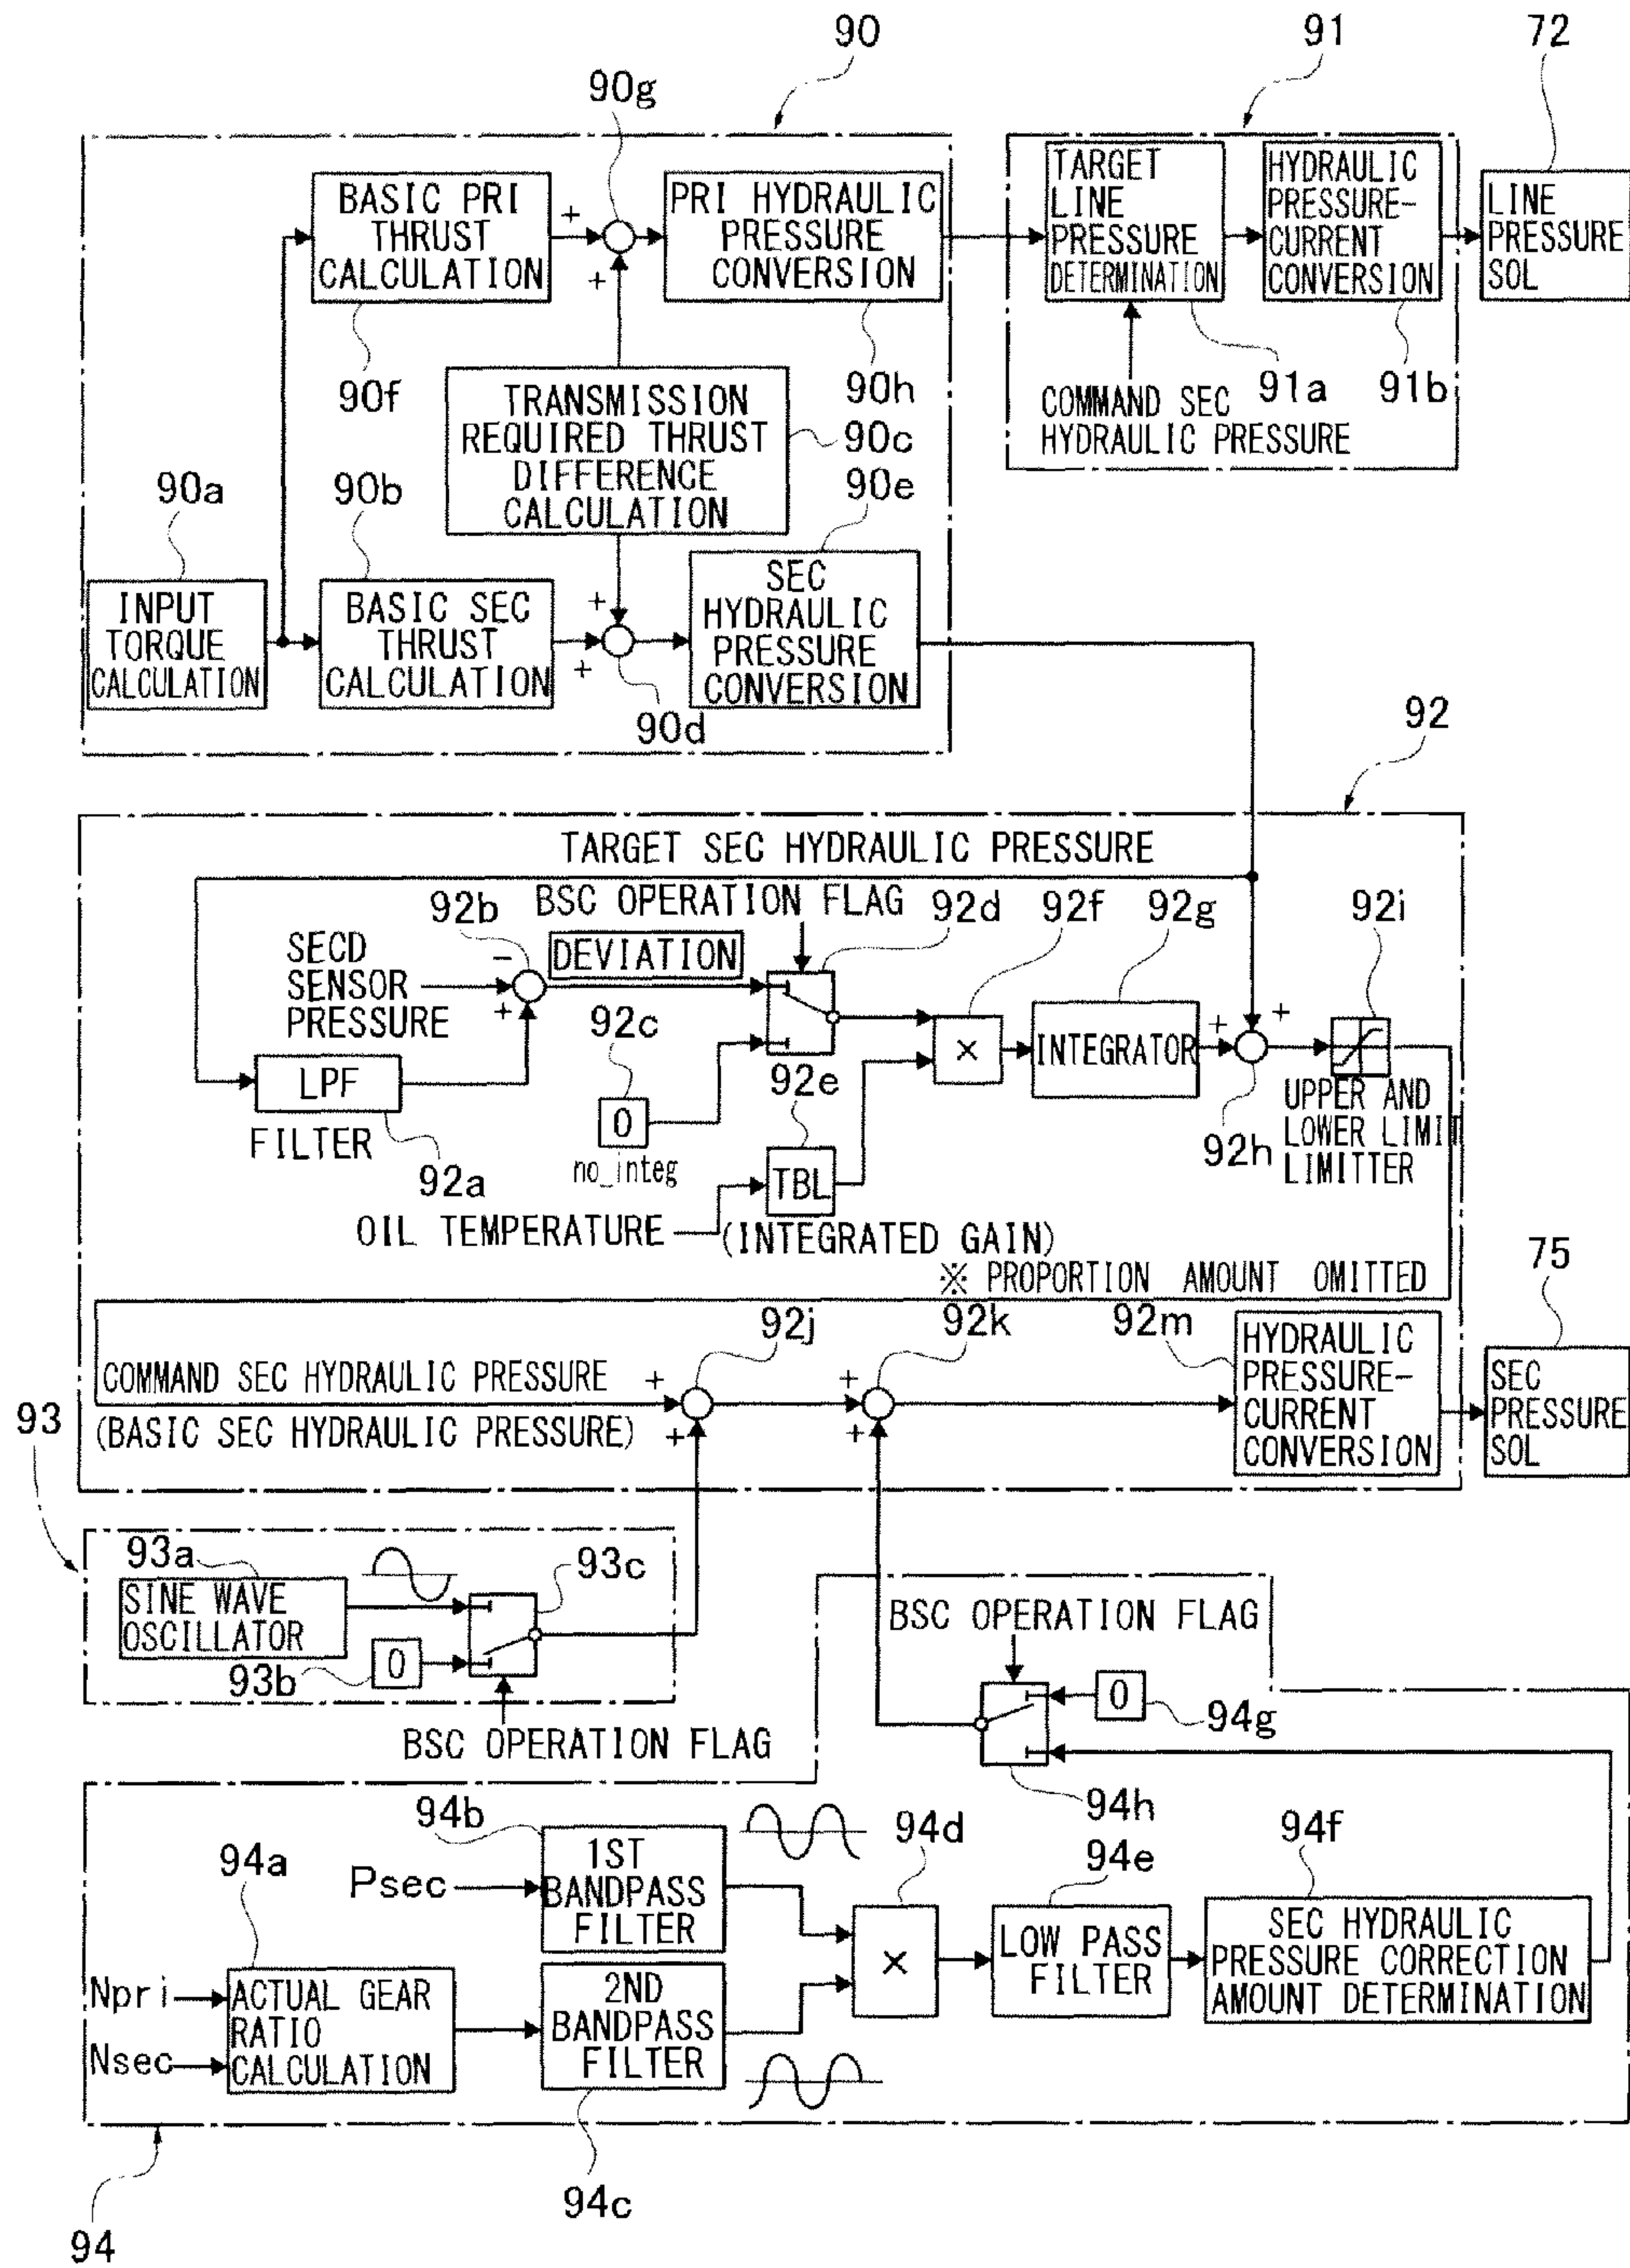 90
91
72
90g
BASIC PRI
THRUST
CALCULATION
+
+
PRI HYDRAULIC
PRESSURE
CONVERSION
TARGET
LINE
PRESSURE
DETERMINATION
HYDRAULIC
PRESSURE-
CURRENT
CONVERSION
LINE
PRESSURE
SOL
90f
90h
91a
91b
TRANSMISSION
REQUIRED THRUST
DIFFERENCE
CALCULATION
90c
COMMAND SEC
HYDRAULIC PRESSURE
90a
90b
90e
INPUT
TORQUE
CALCULATION
BASIC SEC
THRUST
CALCULATION
+
+
SEC
HYDRAULIC
PRESSURE
CONVERSION
90d
92
TARGET SEC HYDRAULIC PRESSURE
BSC OPERATION FLAG
92b
92d
92f
92g
92i
SECD
SENSOR
PRESSURE
-
+
DEVIATION
92c
×
INTEGRATOR
+
+
LPF
FILTER
92a
0
no_integ
92e
TBL
92h
UPPER AND
LOWER LIMIT
LIMITTER
OIL TEMPERATURE
(INTEGRATED GAIN)
※ PROPORTION AMOUNT OMITTED
75
92j
92k
92m
COMMAND SEC HYDRAULIC PRESSURE
(BASIC SEC HYDRAULIC PRESSURE)
+
+
+
+
HYDRAULIC
PRESSURE-
CURRENT
CONVERSION
SEC
PRESSURE
SOL
93
93a
SINE WAVE
OSCILLATOR
93c
93b
0
BSC OPERATION FLAG
BSC OPERATION FLAG
0
94g
94h
94b
94a
Psec
1ST
BANDPASS
FILTER
94d
94e
94f
Npri
Nsec
ACTUAL GEAR
RATIO
CALCULATION
2ND
BANDPASS
FILTER
×
LOW PASS
FILTER
SEC HYDRAULIC
PRESSURE CORRECTION
AMOUNT DETERMINATION
94c
94